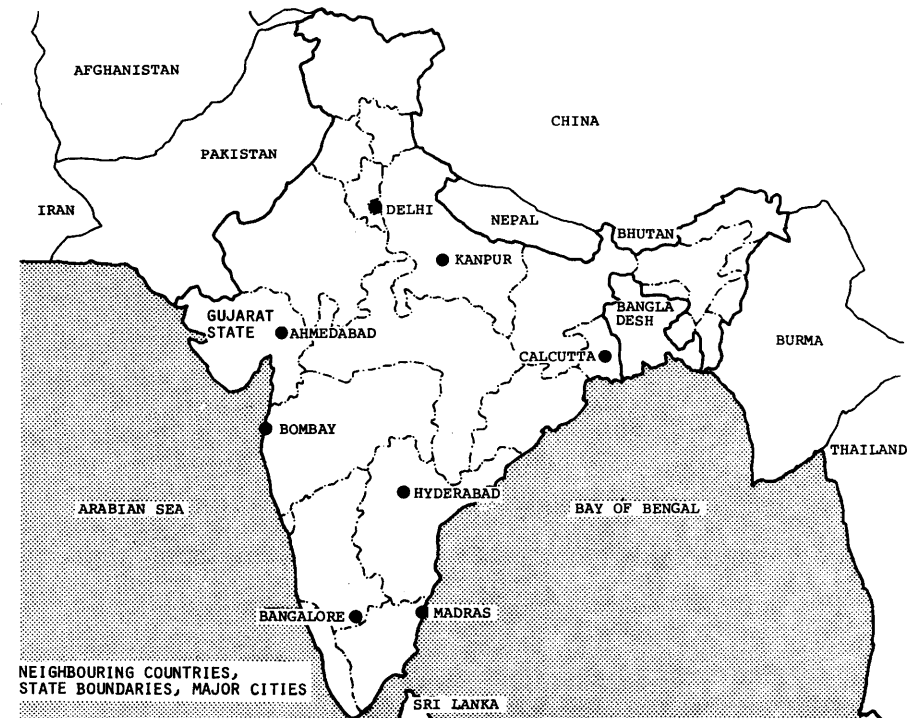 AFGHANISTAN
CHINA
PAKISTAN
IRAN
DELHI
NEPAL
BHUTAN
KANPUR
GUJARAT
STATE
BANGLA
DESH
AHMEDABAD
BURMA
CALCUTTA
BOMBAY
THAILAND
HYDERABAD
ARABIAN SEA
BAY OF BENGAL
BANGALORE
MADRAS
NEIGHBOURING COUNTRIES,
STATE BOUNDARIES, MAJOR CITIES
SRI LANKA